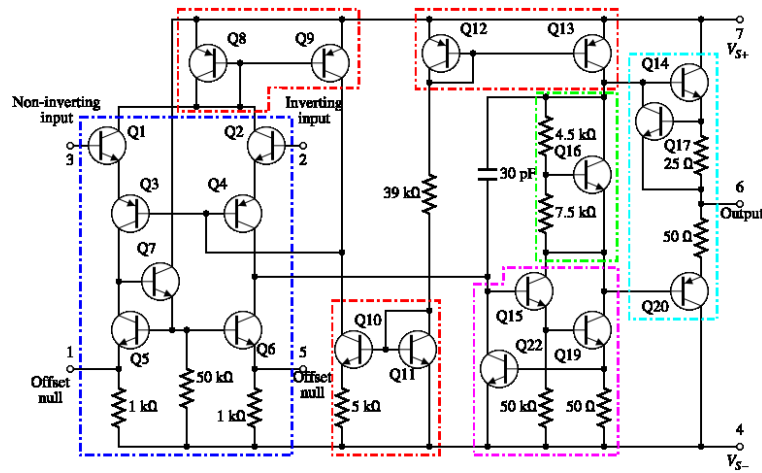 Q8
Q9
Q12
Q13
7
VS+
Q14
Non-inverting
input
Inverting
input
Q1
Q2
3
2
4.5 kΩ
Q16
Q17
25 Ω
30 pF
39 kΩ
Q3
Q4
7.5 kΩ
6
Output
50 Ω
Q7
Q15
Q20
Q10
Q5
Q6
Q11
Q22
Q19
1
5
Offset
null
Offset
null
50 kΩ
1 kΩ
1 kΩ
5 kΩ
50 kΩ
50 Ω
4
VS−